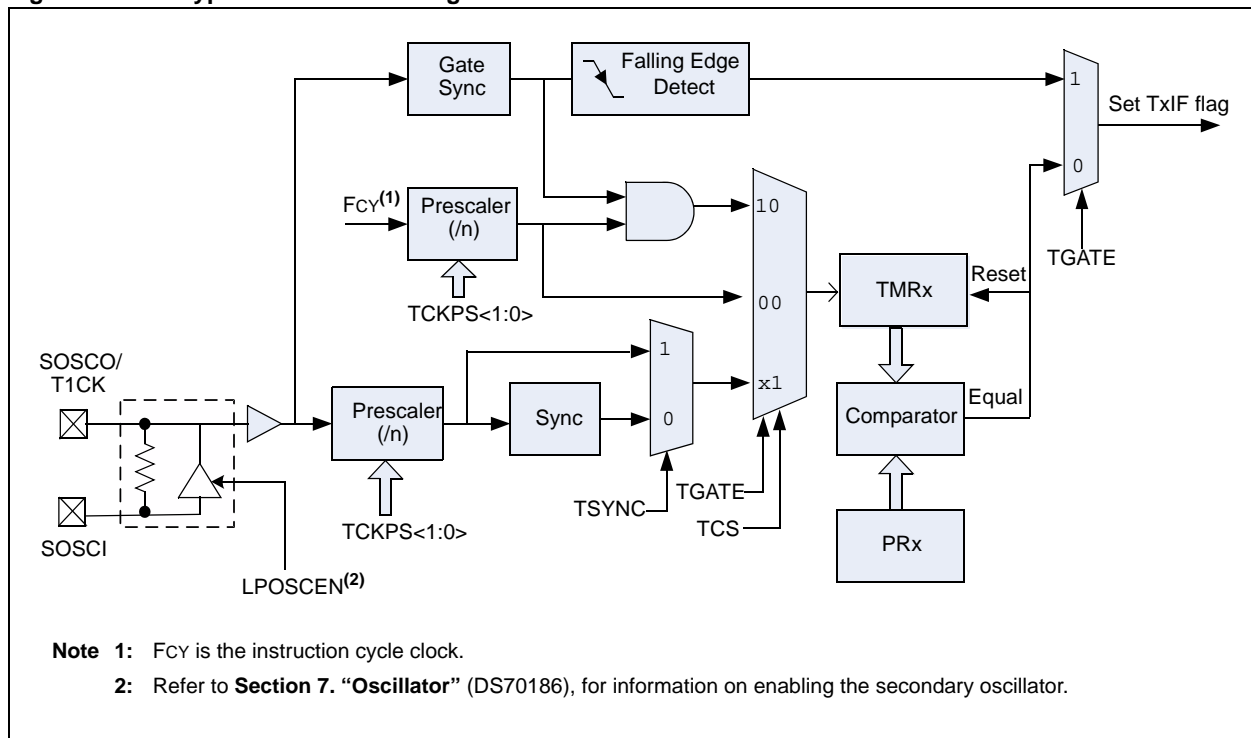 Gate
Sync
Falling Edge
Detect
1
Set TxIF flag
0
TGATE
FCY(1)
Prescaler
(/n)
TCKPS<1:0>
10
00
x1
TMRx
Reset
SOSCO/
T1CK
SOSCI
Prescaler
(/n)
TCKPS<1:0>
Sync
1
0
TSYNC
TGATE
TCS
Comparator
Equal
PRx
LPOSCEN(2)
Note 1: FCY is the instruction cycle clock.
2: Refer to Section 7. “Oscillator” (DS70186), for information on enabling the secondary oscillator.